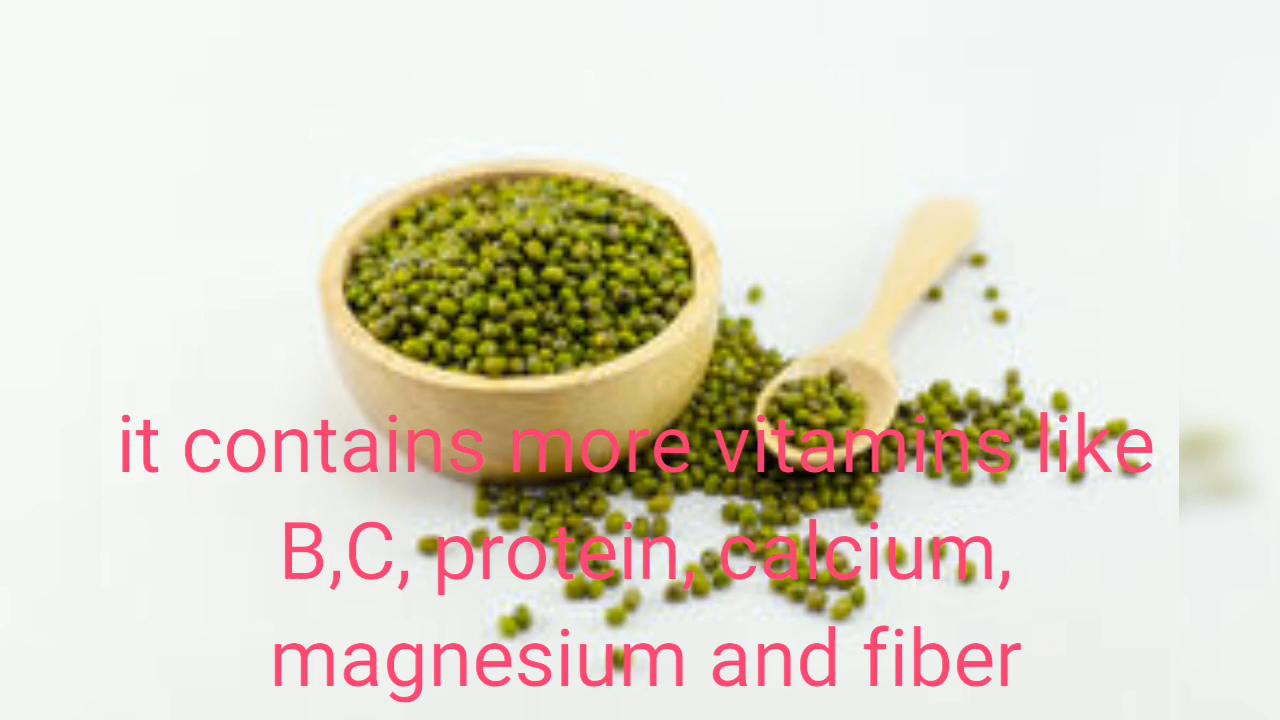 it contains more vitamins like
B,C, protein, calcium,
magnesium and fiber